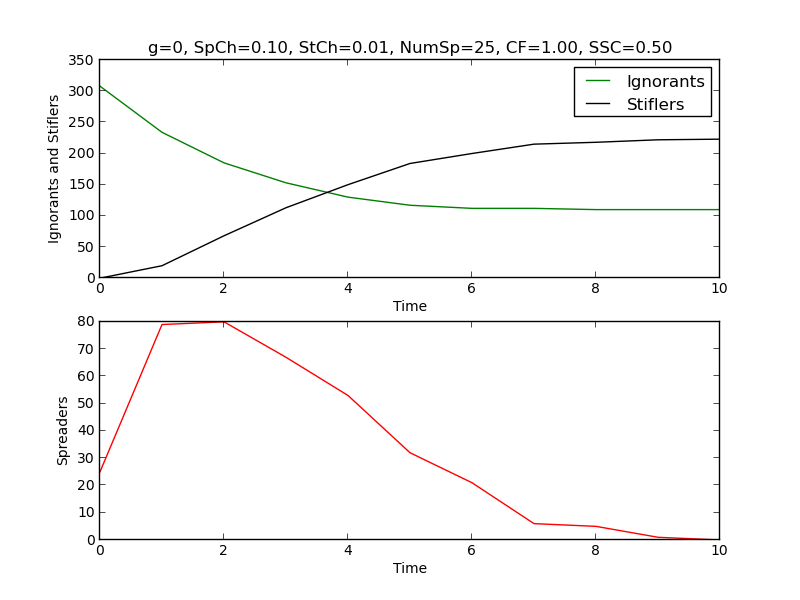 g=0, SpCh=0.10, StCh=0.01, NumSp=25, CF=1.00, SSC=0.50
350
300
250
200
150
100
50
0
Ignorants and Stiflers
Ignorants
Stiflers
0 2 4 6 8 10
Time
80
70
60
50
40
30
20
10
0
Spreaders
0 2 4 6 8 10
Time